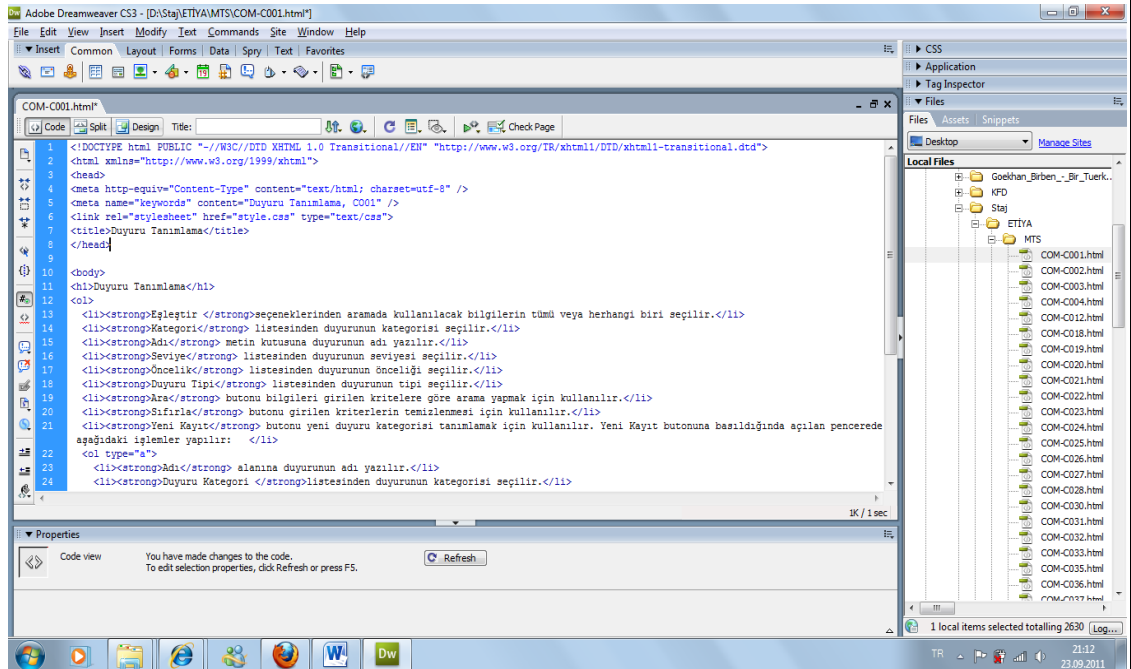 Adobe Dreamweaver CS3 - [D:\Staj\ETİYA\MTS\COM-C001.html*]
File Edit View Insert Modify Text Commands Site Window Help
▼ Insert Common Layout Forms Data Spry Text Favorites
COM-C001.html*
Code Split Design Title: Check Page
1 <!DOCTYPE html PUBLIC "-//W3C//DTD XHTML 1.0 Transitional//EN" "http://www.w3.org/TR/xhtml1/DTD/xhtml1-transitional.dtd">
2 <html xmlns="http://www.w3.org/1999/xhtml">
3 <head>
4 <meta http-equiv="Content-Type" content="text/html; charset=utf-8" />
5 <meta name="keywords" content="Duyuru Tanımlama, C001" />
6 <link rel="stylesheet" href="style.css" type="text/css">
7 <title>Duyuru Tanımlama</title>
8 </head>
9
10 <body>
11 <h1>Duyuru Tanımlama</h1>
12 <ol>
13 <li><strong>Eşleştir </strong>seçeneklerinden aramada kullanılacak bilgilerin tümü veya herhangi biri seçilir.</li>
14 <li><strong>Kategori</strong> listesinden duyurunun kategorisi seçilir.</li>
15 <li><strong>Adı</strong> metin kutusuna duyurunun adı yazılır.</li>
16 <li><strong>Seviye</strong> listesinden duyurunun seviyesi seçilir.</li>
17 <li><strong>Öncelik</strong> listesinden duyurunun önceliği seçilir.</li>
18 <li><strong>Duyuru Tipi</strong> listesinden duyurunun tipi seçilir.</li>
19 <li><strong>Ara</strong> butonu bilgileri girilen kritelere göre arama yapmak için kullanılır.</li>
20 <li><strong>Sıfırla</strong> butonu girilen kriterlerin temizlenmesi için kullanılır.</li>
21 <li><strong>Yeni Kayıt</strong> butonu yeni duyuru kategorisi tanımlamak için kullanılır. Yeni Kayıt butonuna basıldığında açılan pencerede
aşağıdaki işlemler yapılır: </li>
22 <ol type="a">
23 <li><strong>Adı</strong> alanına duyurunun adı yazılır.</li>
24 <li><strong>Duyuru Kategori </strong>listesinden duyurunun kategorisi seçilir.</li>
1K / 1 sec
▼ Properties
Code view
You have made changes to the code.
To edit selection properties, click Refresh or press F5.
Refresh
CSS
Application
Tag Inspector
Files
Files Assets Snippets
Desktop Manage Sites
Local Files
Goekhan_Birben_-_Bir_Tuerk..
KFD
Staj
ETİYA
MTS
COM-C001.html
COM-C002.html
COM-C003.html
COM-C004.html
COM-C012.html
COM-C018.html
COM-C019.html
COM-C020.html
COM-C021.html
COM-C022.html
COM-C023.html
COM-C024.html
COM-C025.html
COM-C026.html
COM-C027.html
COM-C028.html
COM-C030.html
COM-C031.html
COM-C032.html
COM-C033.html
COM-C035.html
COM-C036.html
COM-C037.html
1 local items selected totalling 2630 Log...
Dw
TR
21:12
23.09.2011